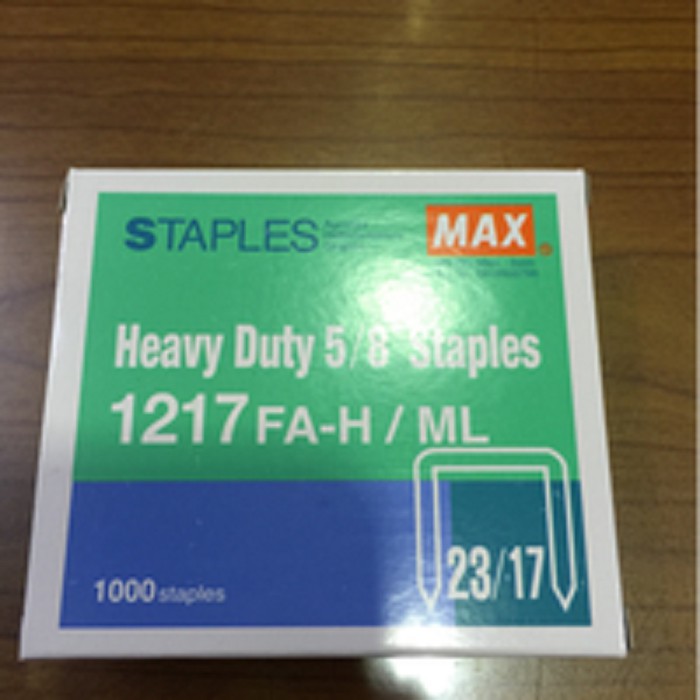 STAPLES
MAX
Heavy Duty 5/8" Staples
1217 FA-H / ML
23/17
1000 staples